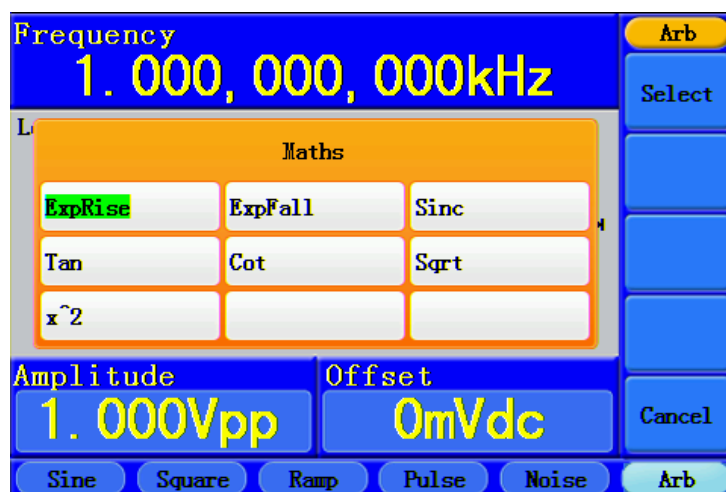 Frequency
1.000,000,000kHz
Arb
Select
L
Maths
ExpRise ExpFall Sinc
Tan Cot Sqrt
x^2
Amplitude Offset
1.000Vpp 0mVdc
Cancel
Sine Square Ramp Pulse Noise Arb